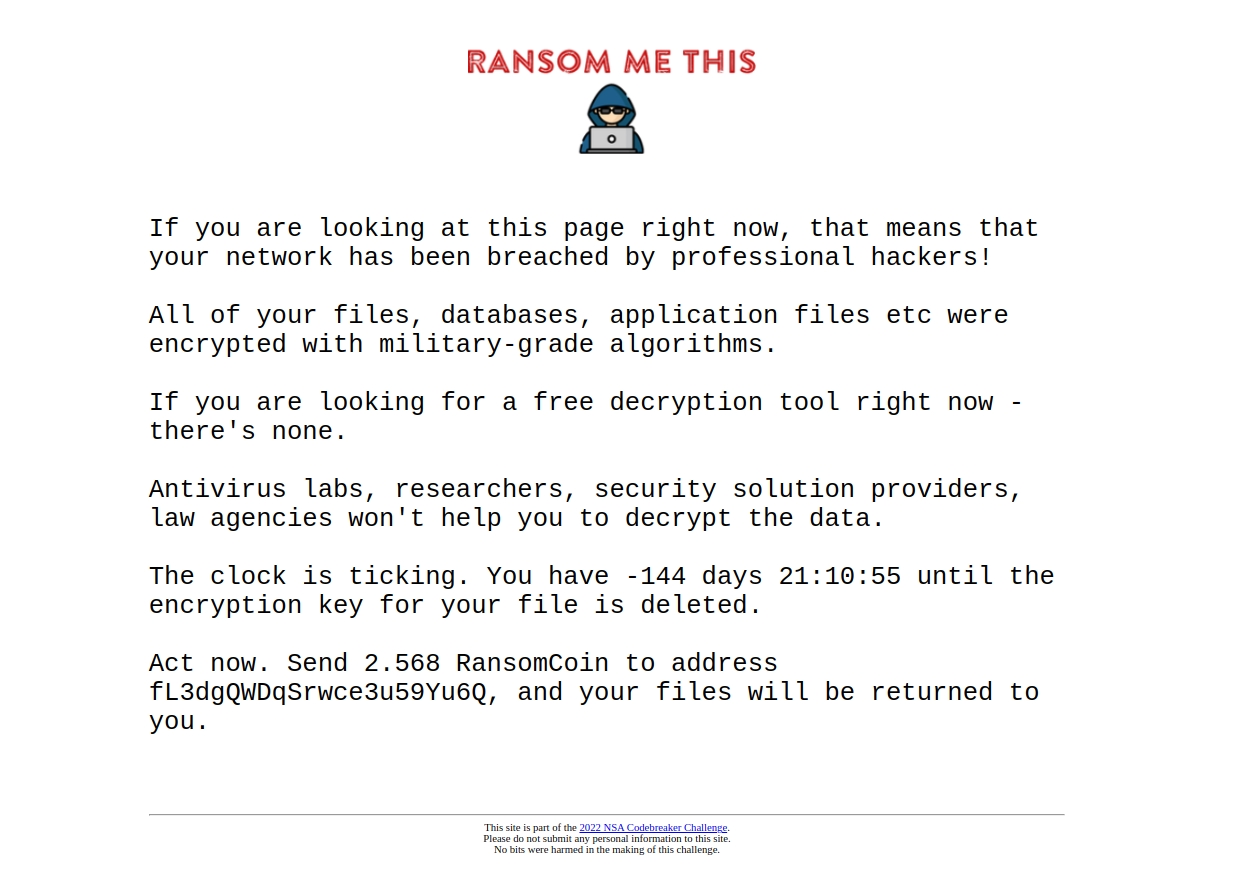 RANSOM ME THIS
If you are looking at this page right now, that means that
your network has been breached by professional hackers!
All of your files, databases, application files etc were
encrypted with military-grade algorithms.
If you are looking for a free decryption tool right now -
there's none.
Antivirus labs, researchers, security solution providers,
law agencies won't help you to decrypt the data.
The clock is ticking. You have -144 days 21:10:55 until the
encryption key for your file is deleted.
Act now. Send 2.568 RansomCoin to address
fL3dgQWDqSrwce3u59Yu6Q, and your files will be returned to
you.
This site is part of the 2022 NSA Codebreaker Challenge.
Please do not submit any personal information to this site.
No bits were harmed in the making of this challenge.